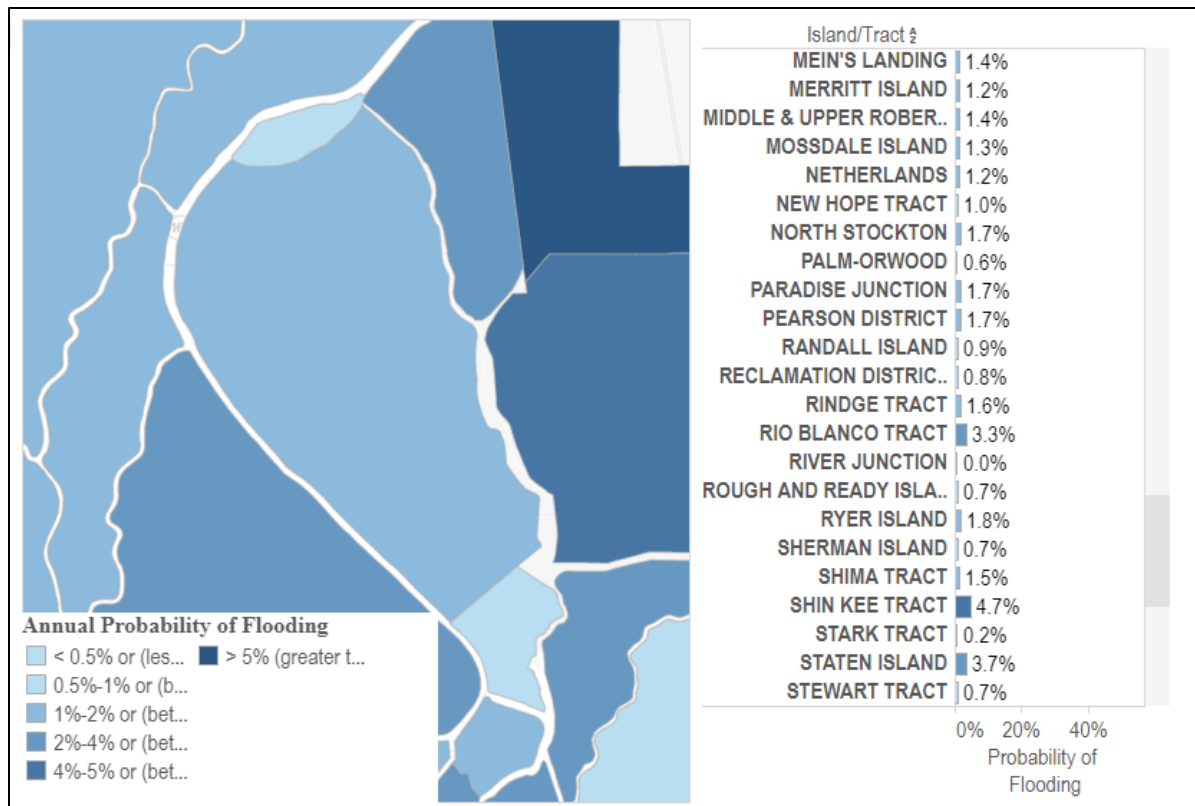 Island/Tract
MEIN'S LANDING 1.4%
MERRITT ISLAND 1.2%
MIDDLE & UPPER ROBER.. 1.4%
MOSSDALE ISLAND 1.3%
NETHERLANDS 1.2%
NEW HOPE TRACT 1.0%
NORTH STOCKTON 1.7%
PALM-ORWOOD 0.6%
PARADISE JUNCTION 1.7%
PEARSON DISTRICT 1.7%
RANDALL ISLAND 0.9%
RECLAMATION DISTRIC.. 0.8%
RINDGE TRACT 1.6%
RIO BLANCO TRACT 3.3%
RIVER JUNCTION 0.0%
ROUGH AND READY ISLA.. 0.7%
RYER ISLAND 1.8%
SHERMAN ISLAND 0.7%
SHIMA TRACT 1.5%
SHIN KEE TRACT 4.7%
STARK TRACT 0.2%
STATEN ISLAND 3.7%
STEWART TRACT 0.7%
0% 20% 40%
Probability of
Flooding
Annual Probability of Flooding
< 0.5% or (les... > 5% (greater t...
0.5%-1% or (b...
1%-2% or (bet...
2%-4% or (bet...
4%-5% or (bet...